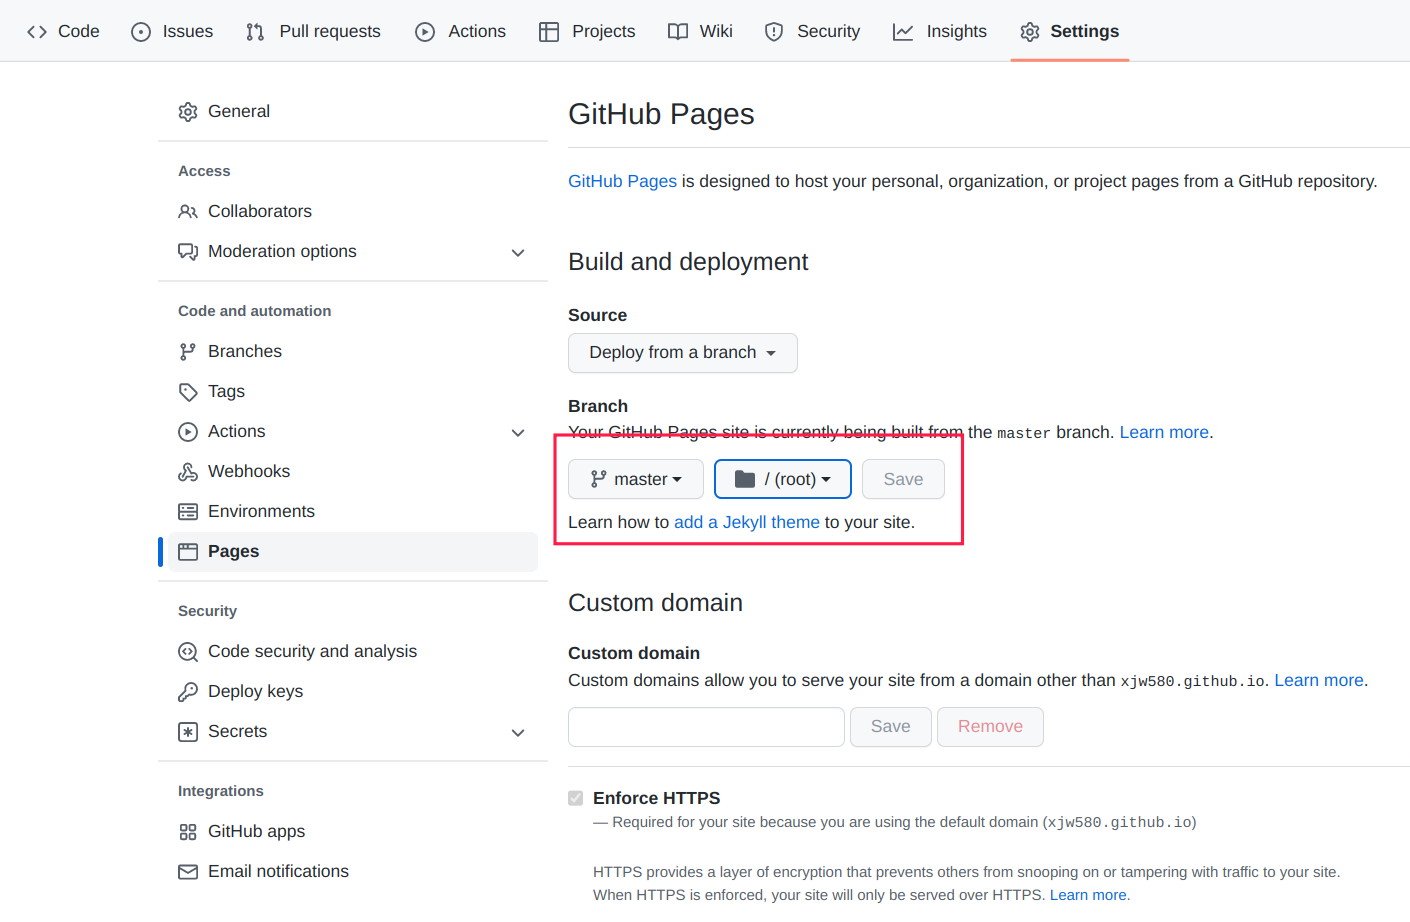 Code Issues Pull requests Actions Projects Wiki Security Insights Settings
General
Access
Collaborators
Moderation options
Code and automation
Branches
Tags
Actions
Webhooks
Environments
Pages
Security
Code security and analysis
Deploy keys
Secrets
Integrations
GitHub apps
Email notifications
GitHub Pages
GitHub Pages is designed to host your personal, organization, or project pages from a GitHub repository.
Build and deployment
Source
Deploy from a branch
Branch
Your GitHub Pages site is currently being built from the master branch. Learn more.
master / (root) Save
Learn how to add a Jekyll theme to your site.
Custom domain
Custom domain
Custom domains allow you to serve your site from a domain other than xjw580.github.io. Learn more.
Save Remove
Enforce HTTPS
— Required for your site because you are using the default domain (xjw580.github.io)
HTTPS provides a layer of encryption that prevents others from snooping on or tampering with traffic to your site.
When HTTPS is enforced, your site will only be served over HTTPS. Learn more.